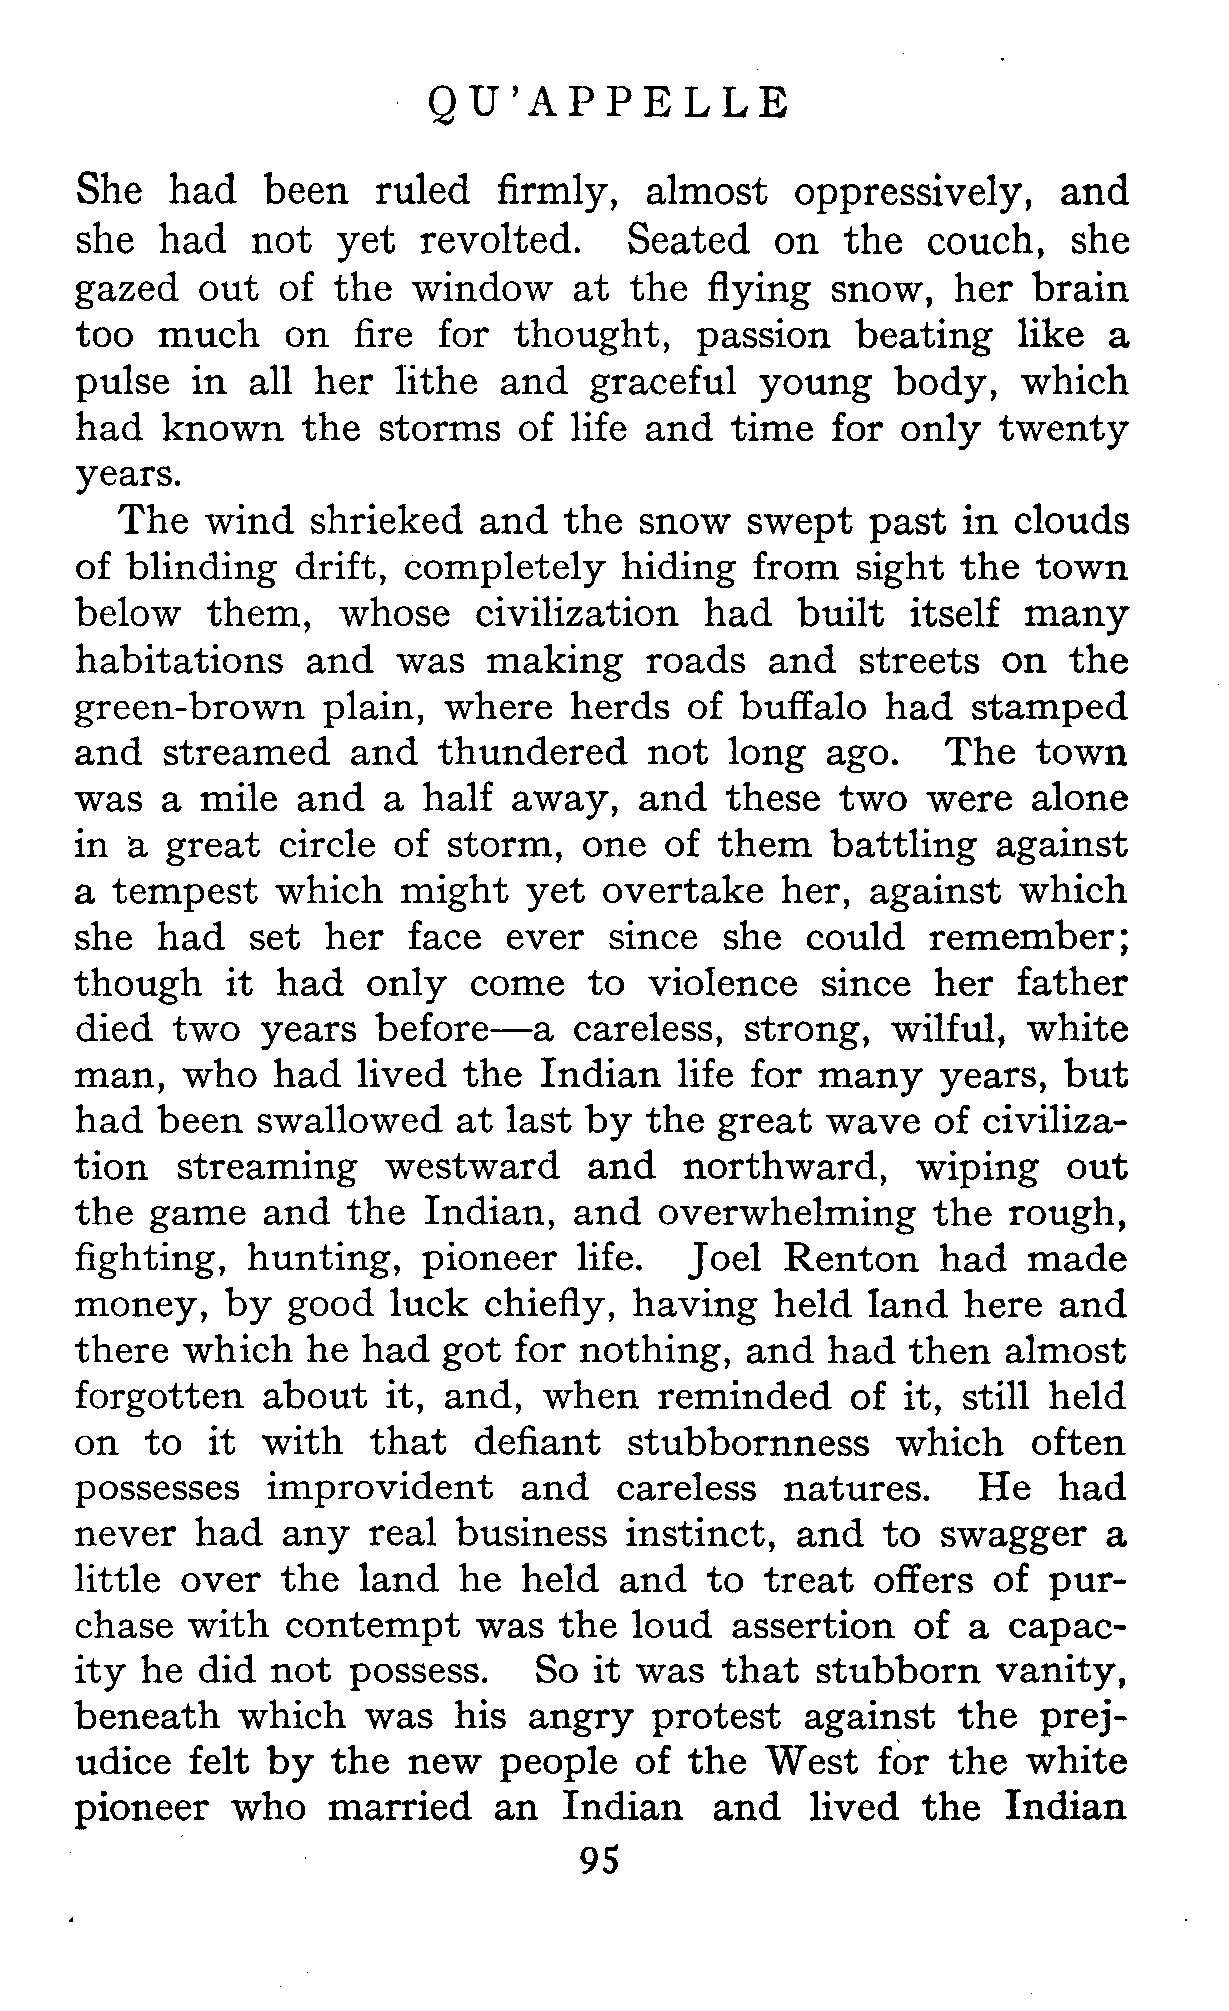 QU'APPELLE
She had been ruled firmly, almost oppressively, and
she had not yet revolted. Seated on the couch, she
gazed out of the window at the flying snow, her brain
too much on fire for thought, passion beating like a
pulse in all her lithe and graceful young body, which
had known the storms of life and time for only twenty
years.
The wind shrieked and the snow swept past in clouds
of blinding drift, completely hiding from sight the town
below them, whose civilization had built itself many
habitations and was making roads and streets on the
green-brown plain, where herds of buffalo had stamped
and streamed and thundered not long ago. The town
was a mile and a half away, and these two were alone
in a great circle of storm, one of them battling against
a tempest which might yet overtake her, against which
she had set her face ever since she could remember;
though it had only come to violence since her father
died two years before—a careless, strong, wilful, white
man, who had lived the Indian life for many years, but
had been swallowed at last by the great wave of civiliza-
tion streaming westward and northward, wiping out
the game and the Indian, and overwhelming the rough,
fighting, hunting, pioneer life. Joel Renton had made
money, by good luck chiefly, having held land here and
there which he had got for nothing, and had then almost
forgotten about it, and, when reminded of it, still held
on to it with that defiant stubbornness which often
possesses improvident and careless natures. He had
never had any real business instinct, and to swagger a
little over the land he held and to treat offers of pur-
chase with contempt was the loud assertion of a capac-
ity he did not possess. So it was that stubborn vanity,
beneath which was his angry protest against the prej-
udice felt by the new people of the West for the white
pioneer who married an Indian and lived the Indian
95